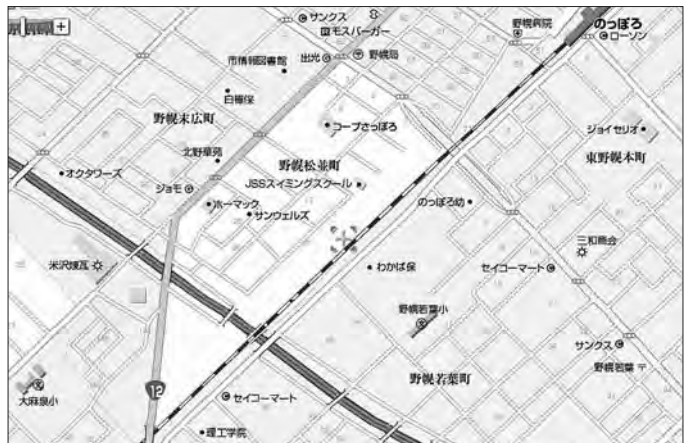 サンクス
モスバーガー
野幌病院
のっぽろ
ローソン
出光
野幌局
市情報図書館
白樺保
野幌末広町
コープさっぽろ
ジョイセリオ
北野華苑
野幌松並町
東野幌本町
オクタワーズ
JSSスイミングスクール
ジョモ
ホーマック
サンウェルズ
のっぽろ幼
三和商会
米沢煉瓦
わかば保
セイコーマート
野幌若葉小
サンクス
野幌若葉 〒
野幌若葉町
12
大麻泉小
セイコーマート
理工学院